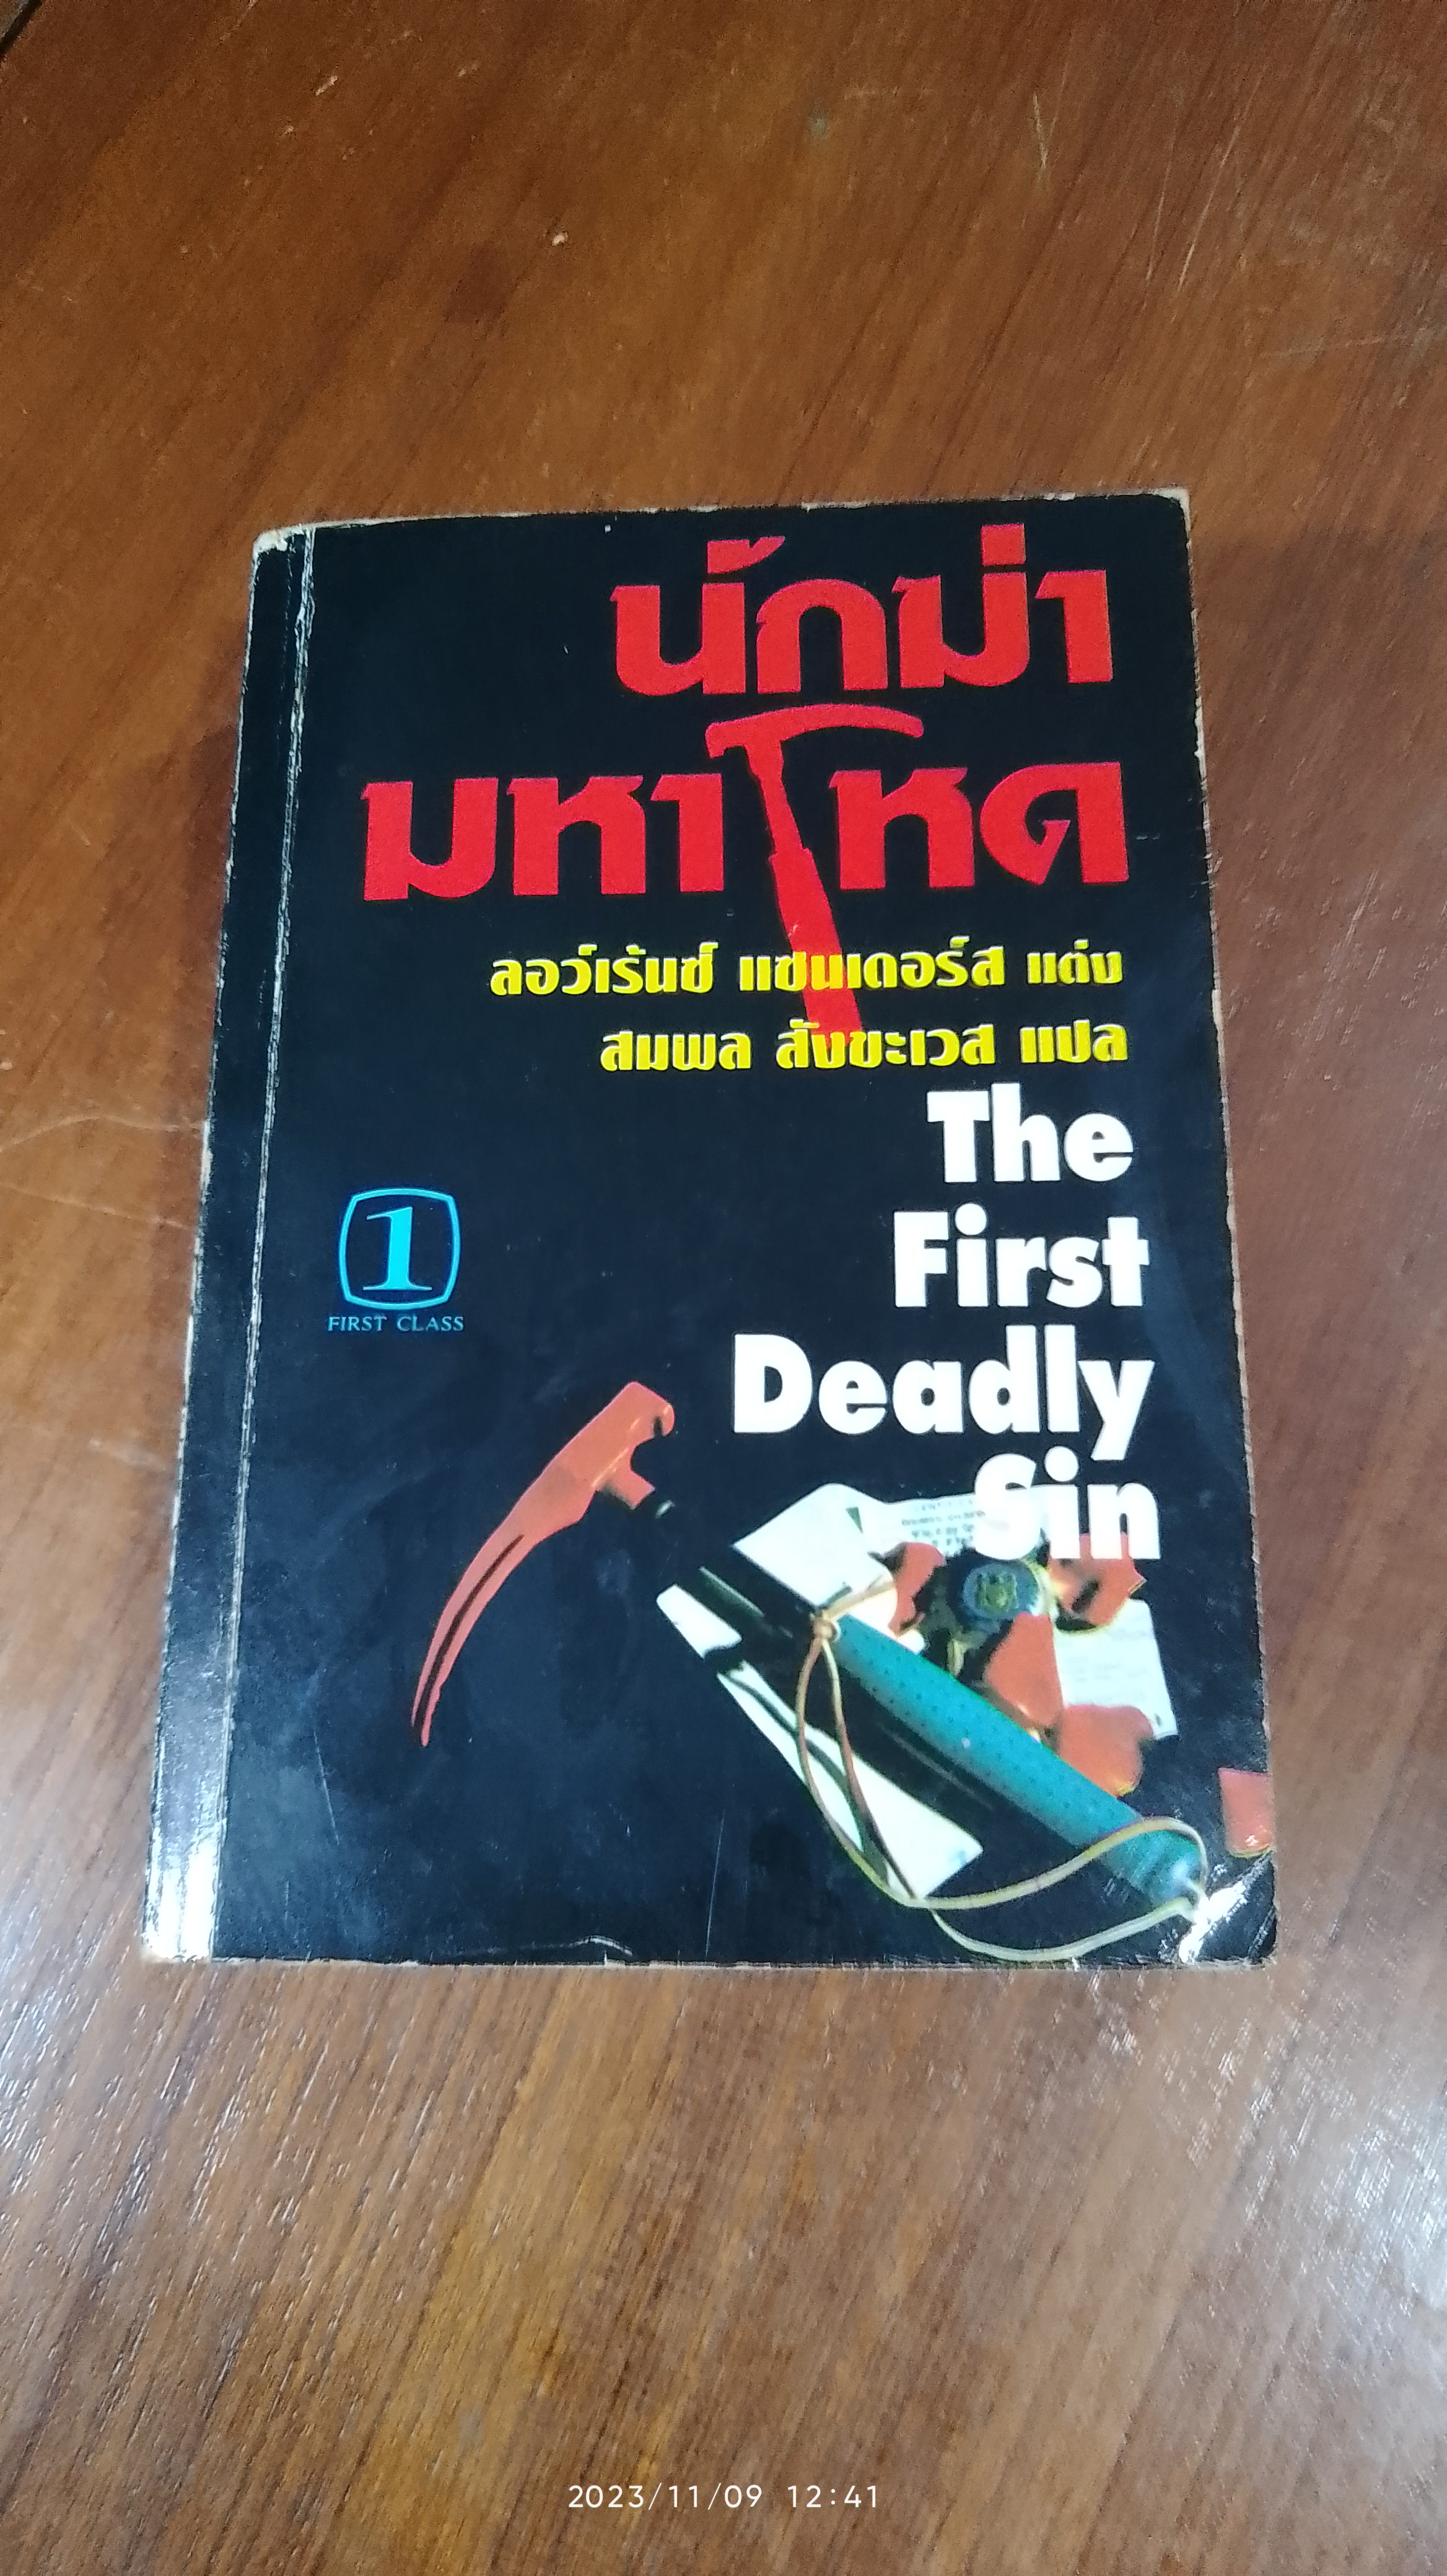 นักฆ่า
มหาโหด
ลอว์เร้นซ์ แซนเดอร์ส แต่ง
สมพล สังขะเวส แปล
The
First
Deadly
Sin
1
FIRST CLASS
2023/11/09 12:41